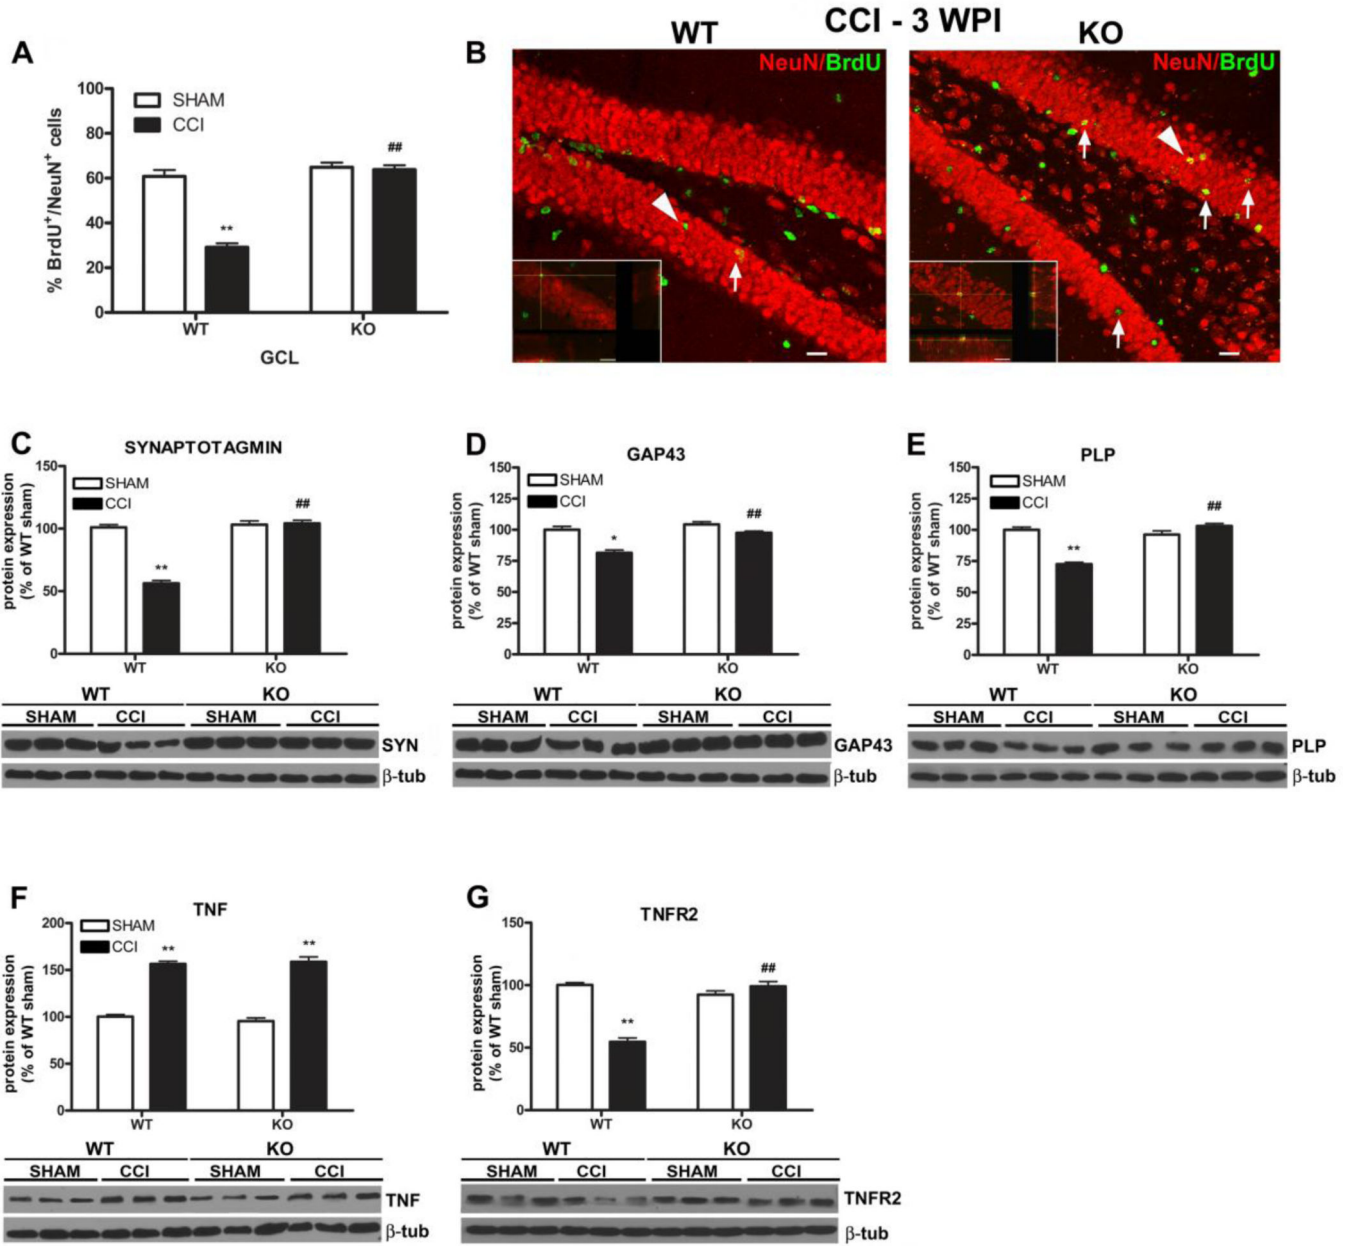 CCI - 3 WPI
A
% BrdU⁺/NeuN⁺ cells
100
80
60
40
20
0
SHAM
CCI
**
##
WT
KO
GCL
B
WT
KO
NeuN/BrdU
NeuN/BrdU
C
SYNAPTOTAGMIN
protein expression
(% of WT sham)
150
100
50
0
SHAM
CCI
**
##
WT
KO
WT KO
SHAM CCI SHAM CCI
SYN
β-tub
D
GAP43
protein expression
(% of WT sham)
150
125
100
75
50
25
0
SHAM
CCI
*
##
WT
KO
WT KO
SHAM CCI SHAM CCI
GAP43
β-tub
E
PLP
protein expression
(% of WT sham)
150
125
100
75
50
25
0
SHAM
CCI
**
##
WT
KO
WT KO
SHAM CCI SHAM CCI
PLP
β-tub
F
TNF
protein expression
(% of WT sham)
200
150
100
50
0
SHAM
CCI
**
**
WT
KO
WT KO
SHAM CCI SHAM CCI
TNF
β-tub
G
TNFR2
protein expression
(% of WT sham)
150
100
50
0
**
##
WT
KO
WT KO
SHAM CCI SHAM CCI
TNFR2
β-tub